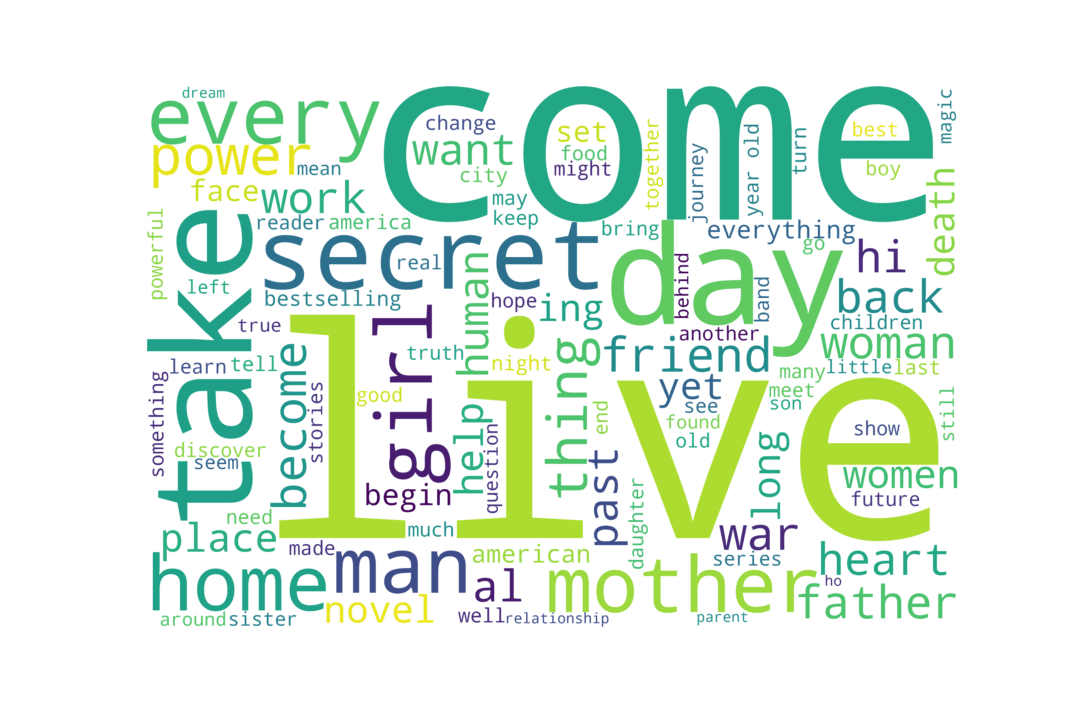 dream
every
come
change
set
want
food
might
city
together
journey
year old
turn
best
boy
magic
power
mean
face
work
may
keep
reader
america
bring
everything
go
death
powerful
take
left
secret
real
day
behind
band
hi
back
bestselling
hope
ing
another
children
true
girl
human
truth
night
friend
woman
learn
tell
many
little
last
meet
yet
see
son
something
become
stories
good
live
thing
end
found
old
still
discover
seem
help
question
begin
past
long
show
women
future
need
place
much
daughter
war
made
man
american
series
heart
home
al
mother
ho
father
novel
around
sister
well
relationship
parent